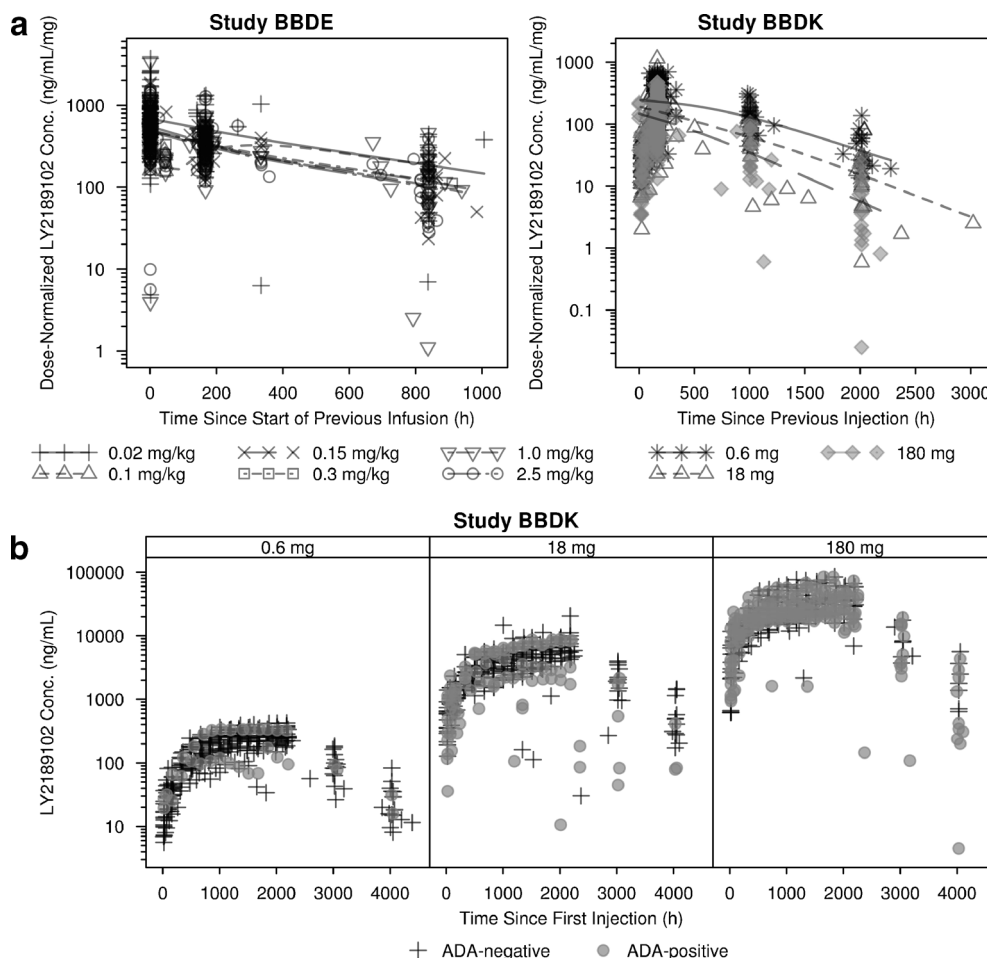 a
Study BBDE
Study BBDK
Dose-Normalized LY2189102 Conc. (ng/mL/mg)
1000
100
10
1
0 200 400 600 800 1000
Time Since Start of Previous Infusion (h)
Dose-Normalized LY2189102 Conc. (ng/mL/mg)
1000
100
10
1
0.1
0 500 1000 1500 2000 2500 3000
Time Since Previous Injection (h)
0.02 mg/kg 0.15 mg/kg 1.0 mg/kg 0.6 mg 180 mg
0.1 mg/kg 0.3 mg/kg 2.5 mg/kg 18 mg
Study BBDK
b
0.6 mg 18 mg 180 mg
LY2189102 Conc. (ng/mL)
100000
10000
1000
100
10
0 1000 2000 3000 4000 0 1000 2000 3000 4000 0 1000 2000 3000 4000
Time Since First Injection (h)
ADA-negative ADA-positive